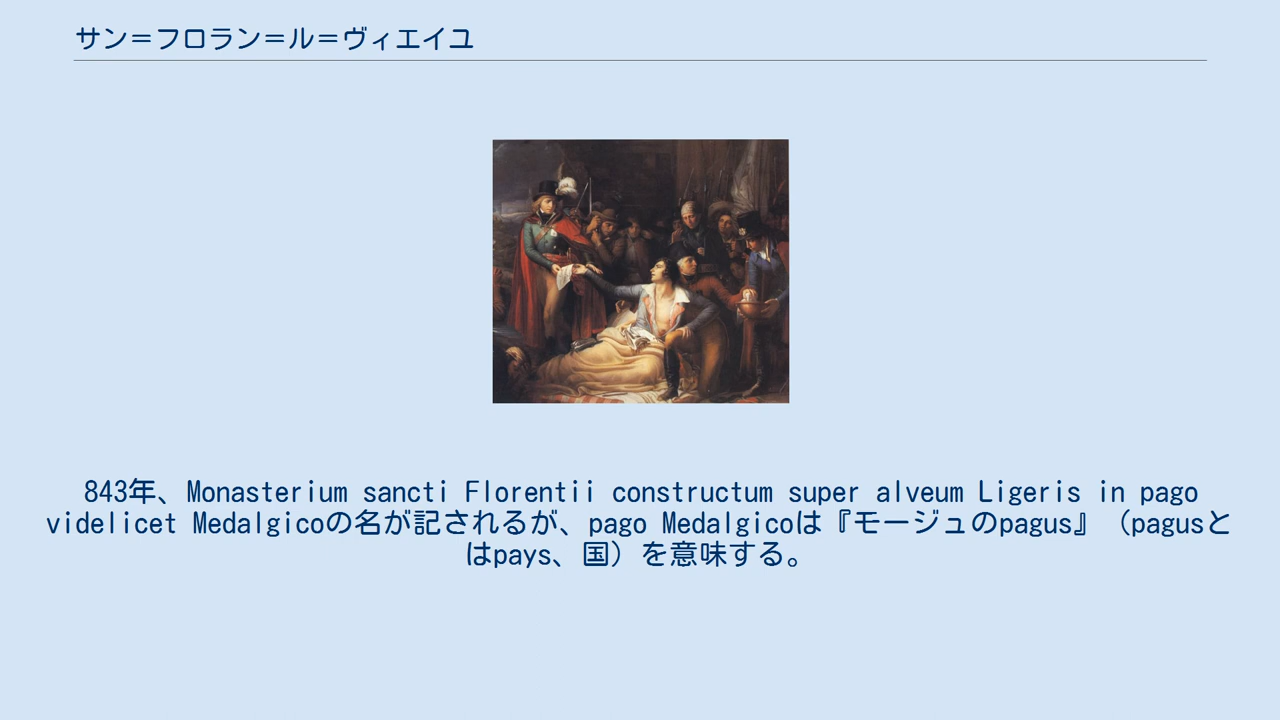 サン＝フロラン＝ル＝ヴィエイユ
843年、Monasterium sancti Florentii constructum super alveum Ligeris in pago
videlicet Medalgicoの名が記されるが、pago Medalgicoは『モージュのpagus』（pagusと
はpays、国）を意味する。